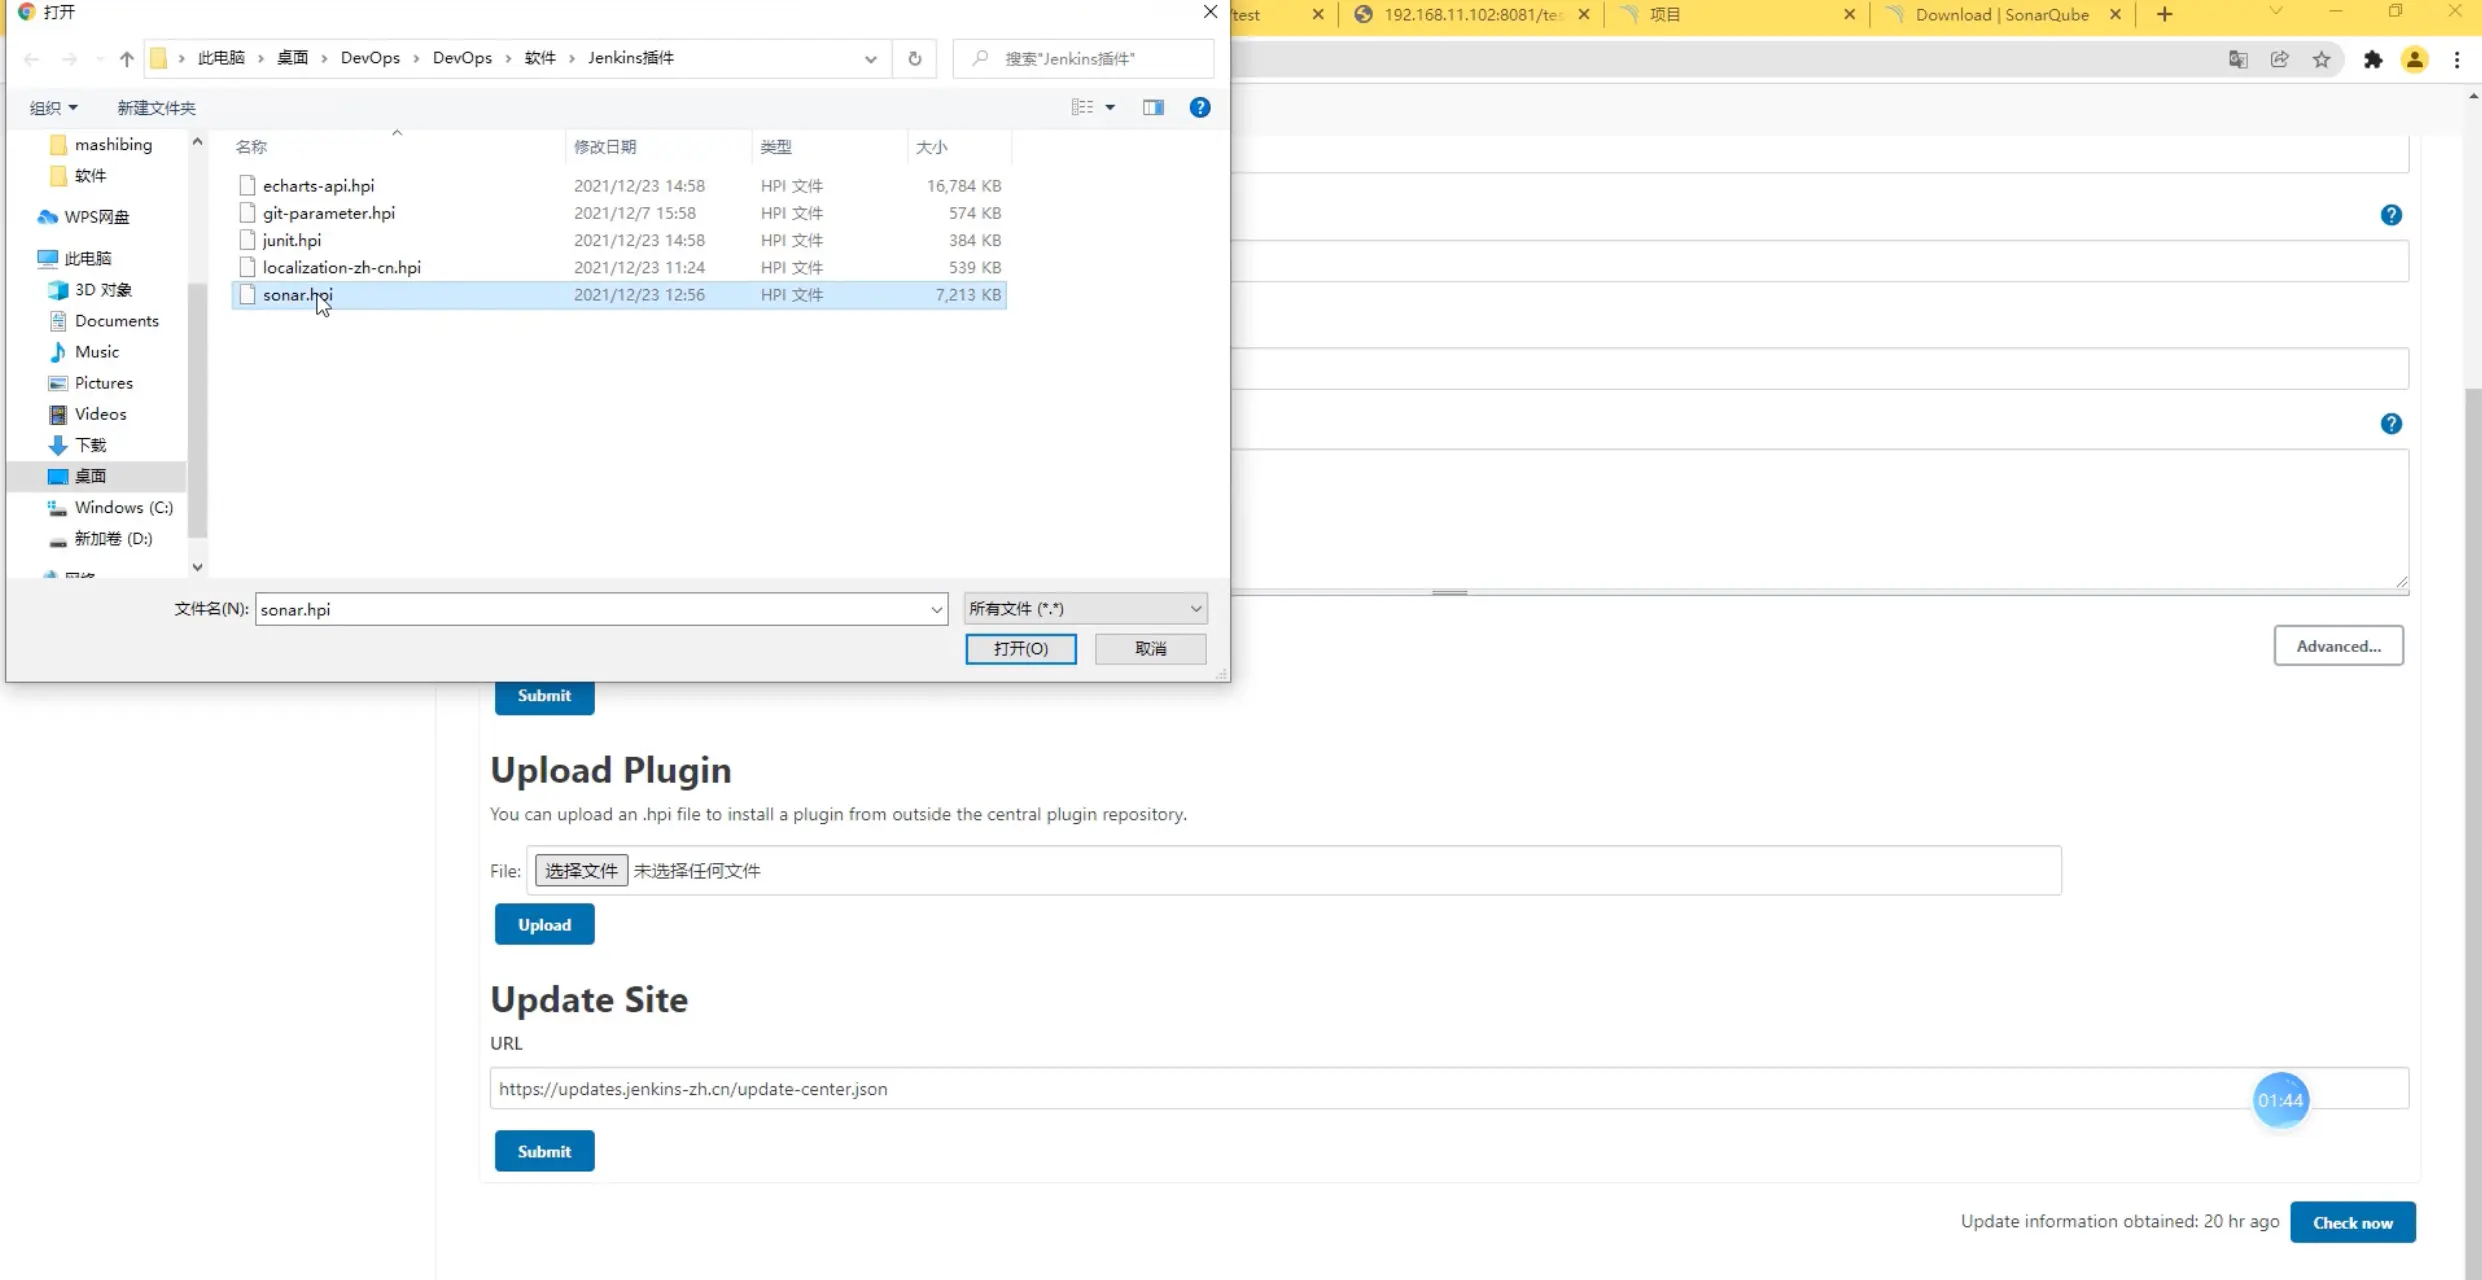 打开
/test
192.168.11.102:8081/tes
项目
Download | SonarQube
此电脑 › 桌面 › DevOps › DevOps › 软件 › Jenkins插件
搜索"Jenkins插件"
组织
新建文件夹
名称 修改日期 类型 大小
mashibing
软件
WPS网盘
此电脑
3D 对象
Documents
Music
Pictures
Videos
下载
桌面
Windows (C:)
新加卷 (D:)
网络
echarts-api.hpi 2021/12/23 14:58 HPI 文件 16,784 KB
git-parameter.hpi 2021/12/7 15:58 HPI 文件 574 KB
junit.hpi 2021/12/23 14:58 HPI 文件 384 KB
localization-zh-cn.hpi 2021/12/23 11:24 HPI 文件 539 KB
sonar.hpi 2021/12/23 12:56 HPI 文件 7,213 KB
文件名(N): sonar.hpi 所有文件 (*.*)
打开(O) 取消
Advanced...
Submit
Upload Plugin
You can upload an .hpi file to install a plugin from outside the central plugin repository.
File: 选择文件 未选择任何文件
Upload
Update Site
URL
https://updates.jenkins-zh.cn/update-center.json
01:44
Submit
Update information obtained: 20 hr ago Check now